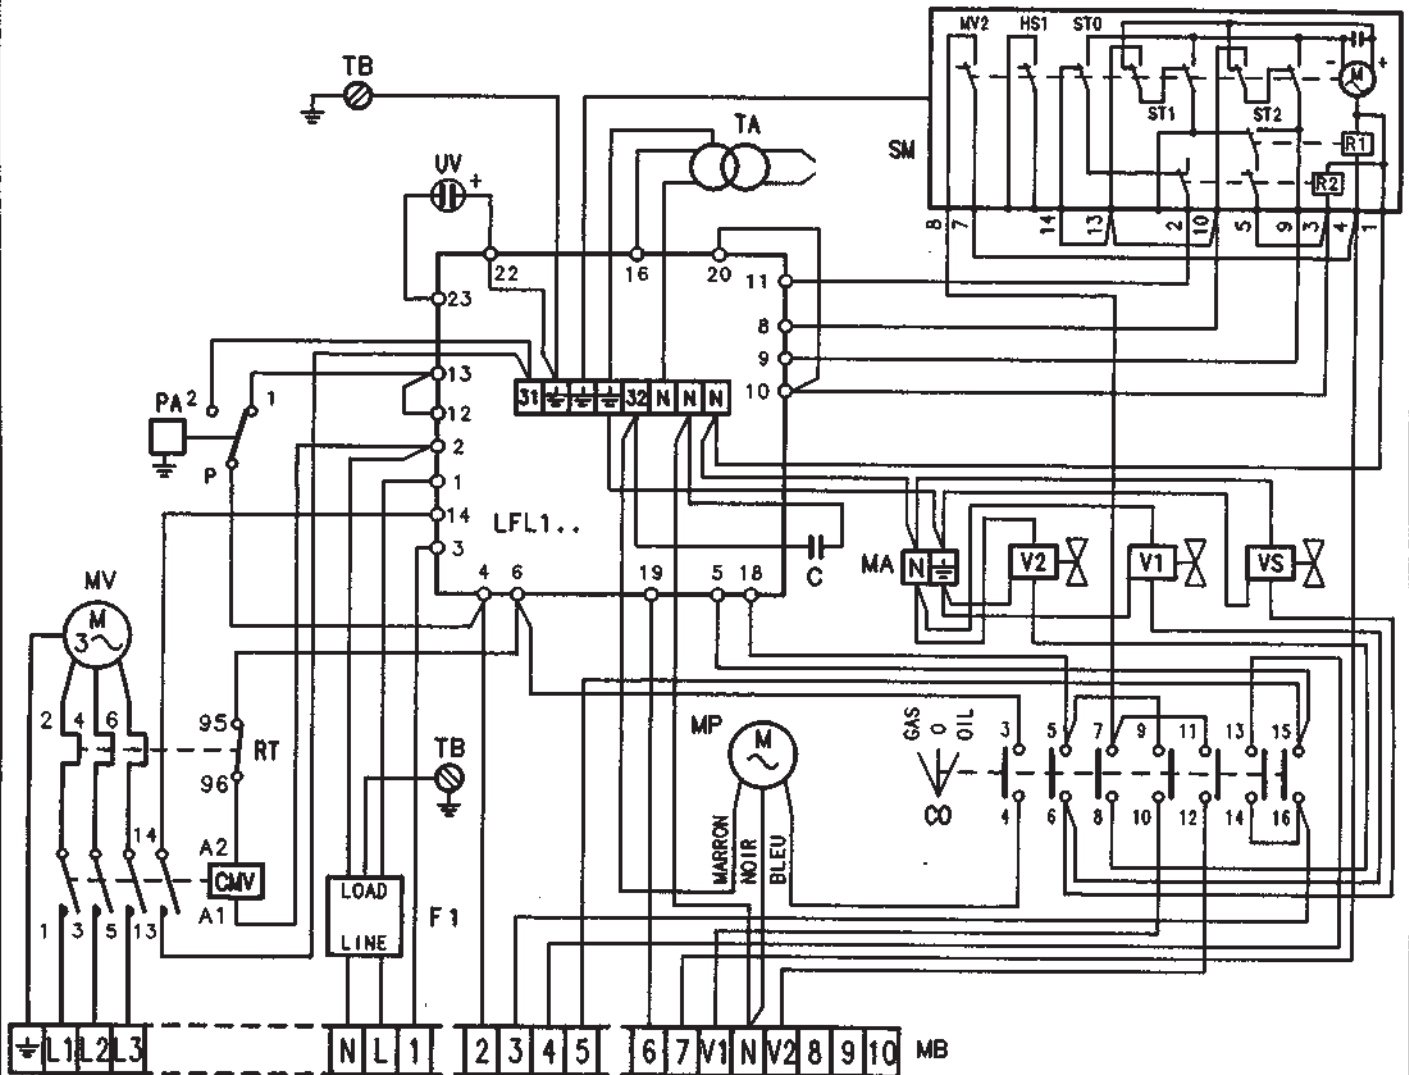 MV2 HS1 ST0
- +
M
ST1 ST2
R1
R2
SM
8 7 14 13 2 10 5 9 3 4 1
TB
TA
UV
+
22 16 20
11
8
9
10
23
13
12
2
1
14
3
31 32 N N N
LFL1..
C
4 6 19 5 18
PA 2 1
P
MA N
V2 V1 VS
MV
M
3
2 4 6
95
RT
96
14
A2
CMV
A1
1 3 5 13
TB
LOAD
LINE
F1
MP
M
MARRON
NOIR
BLEU
GAS
O
OIL
CO
3 5 7 9 11 13 15
4 6 8 10 12 14 16
L1 L2 L3 N L 1 2 3 4 5 6 7 V1 N V2 8 9 10 MB